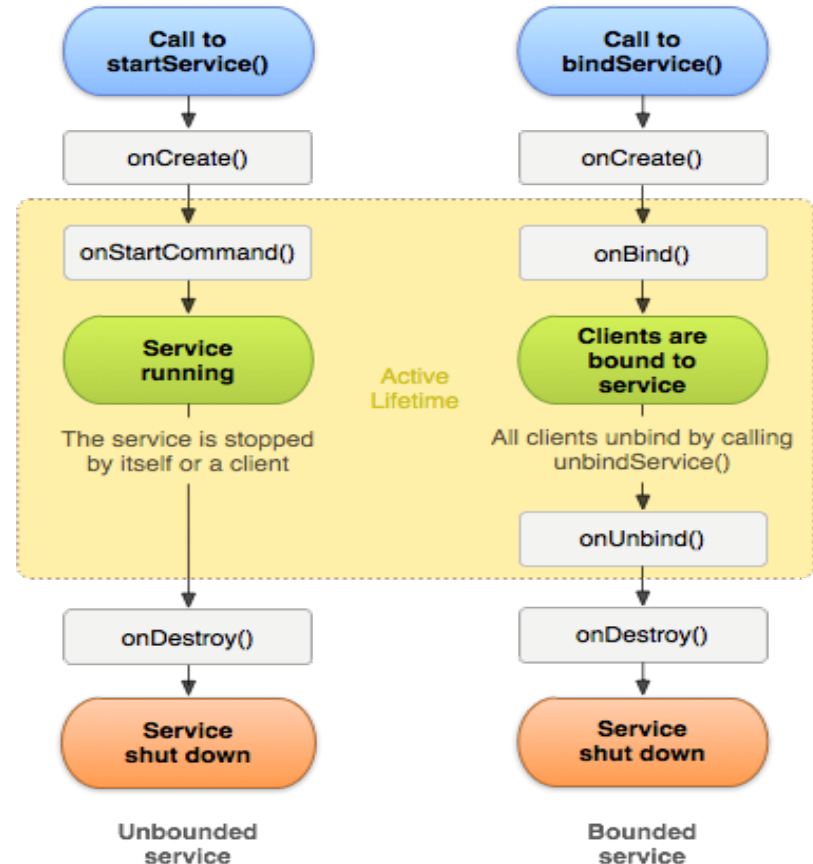 Call to
startService()
onCreate()
onStartCommand()
Service
running
The service is stopped
by itself or a client
onDestroy()
Service
shut down
Unbounded
service
Active
Lifetime
Call to
bindService()
onCreate()
onBind()
Clients are
bound to
service
All clients unbind by calling
unbindService()
onUnbind()
onDestroy()
Service
shut down
Bounded
service